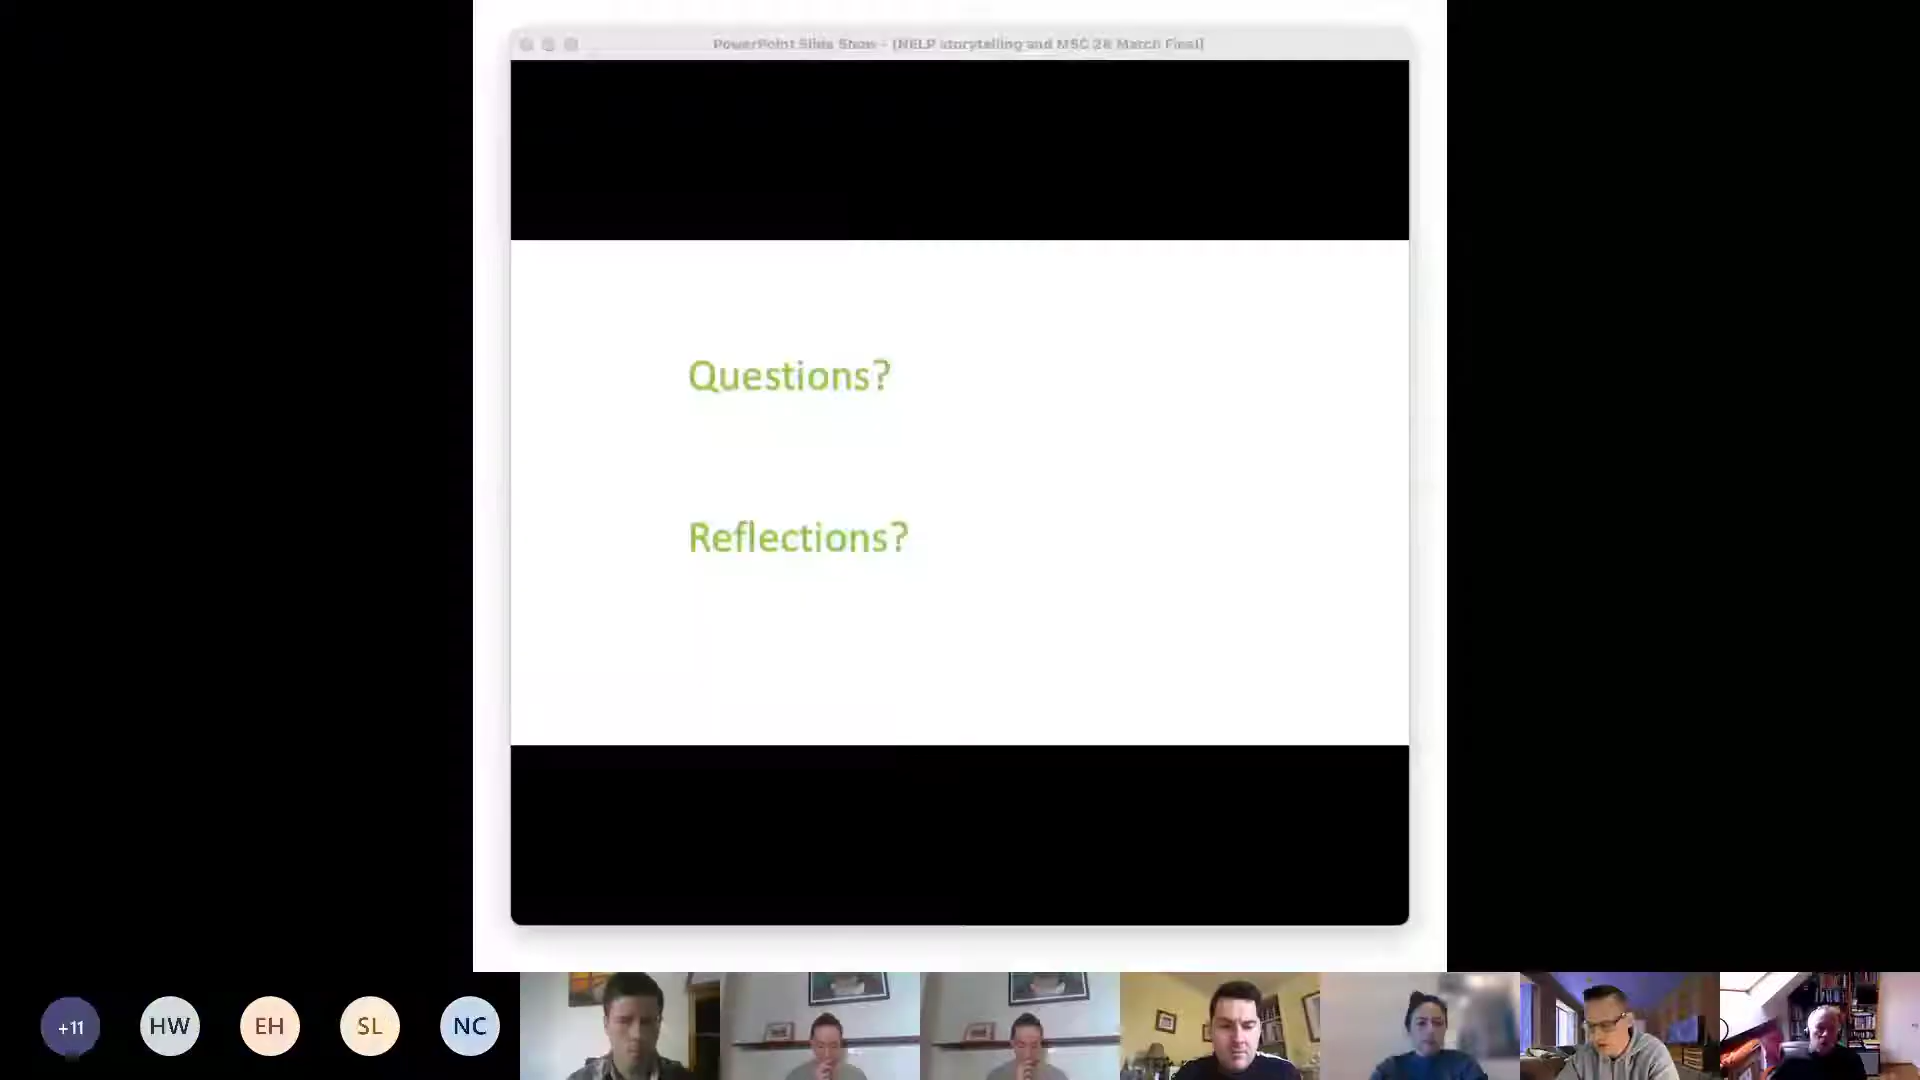 PowerPoint Slide Show - [NELP storytelling and MSC 28 March Final]
Questions?
Reflections?
+11
HW
EH
SL
NC